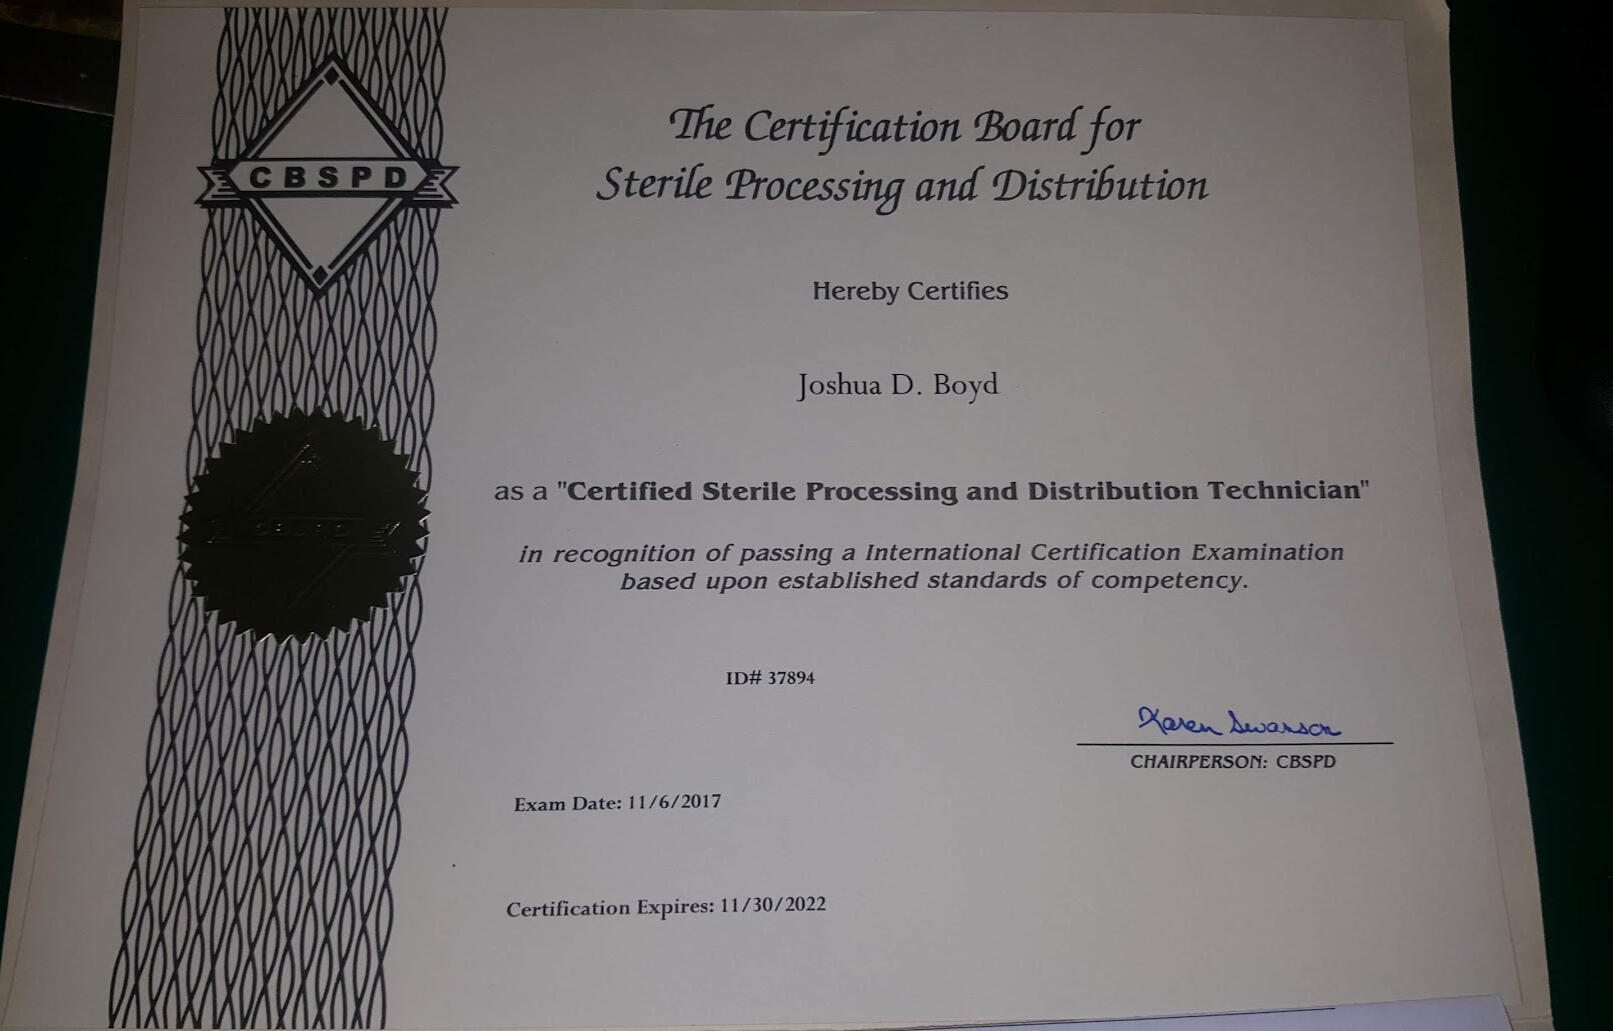 CBSPD
The Certification Board for
Sterile Processing and Distribution
Hereby Certifies
Joshua D. Boyd
as a "Certified Sterile Processing and Distribution Technician"
in recognition of passing a International Certification Examination
based upon established standards of competency.
CBSPD
ID# 37894
Karen Swanson
CHAIRPERSON: CBSPD
Exam Date: 11/6/2017
Certification Expires: 11/30/2022